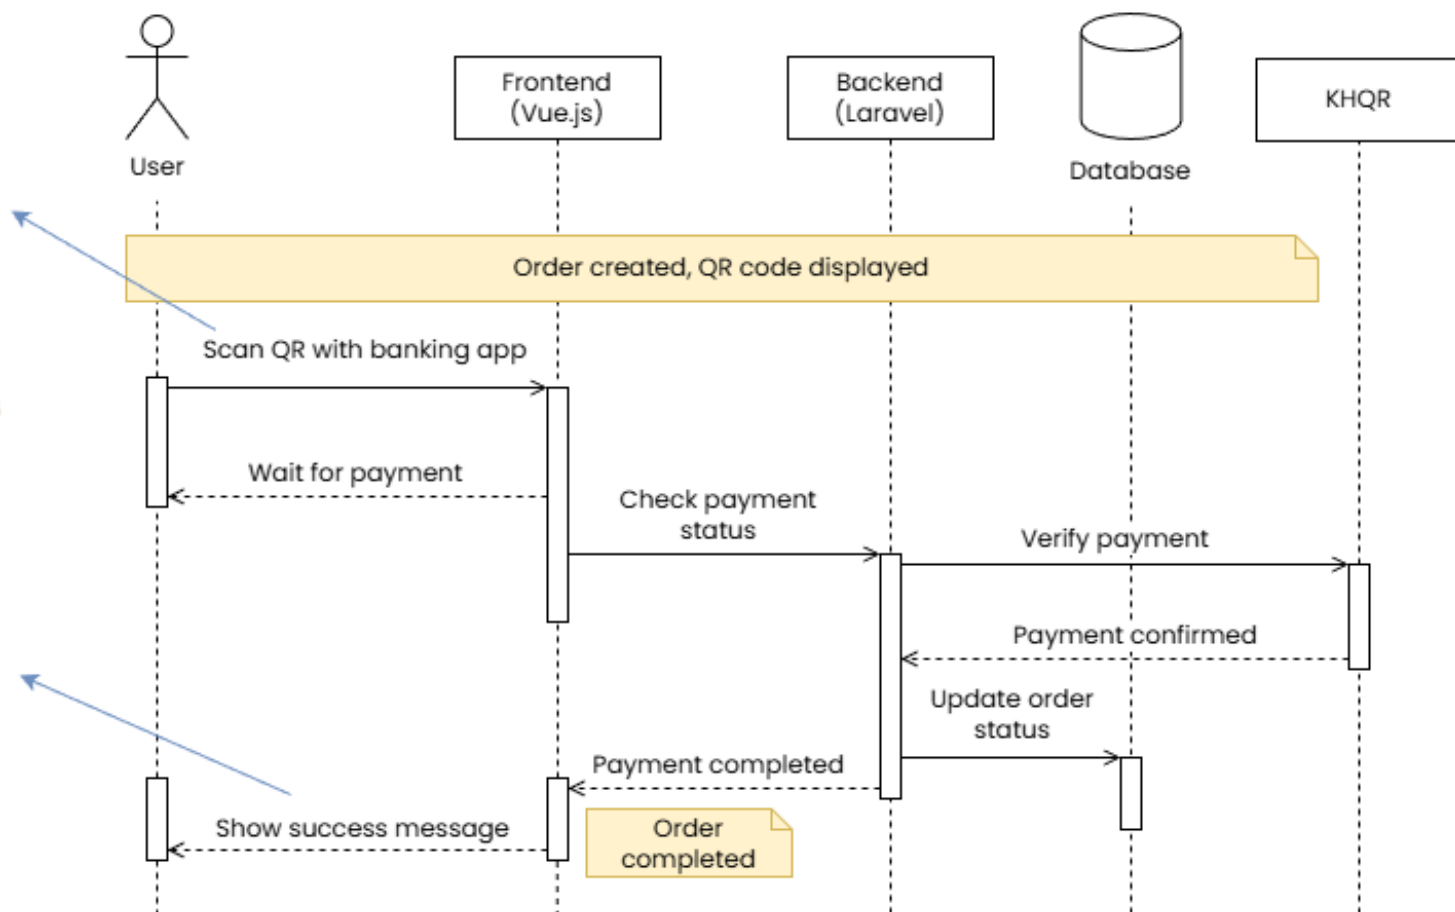 Frontend
(Vue.js)
Backend
(Laravel)
KHQR
User
Database
Order created, QR code displayed
Scan QR with banking app
Wait for payment
Check payment
status
Verify payment
Payment confirmed
Update order
status
Payment completed
Show success message
Order
completed